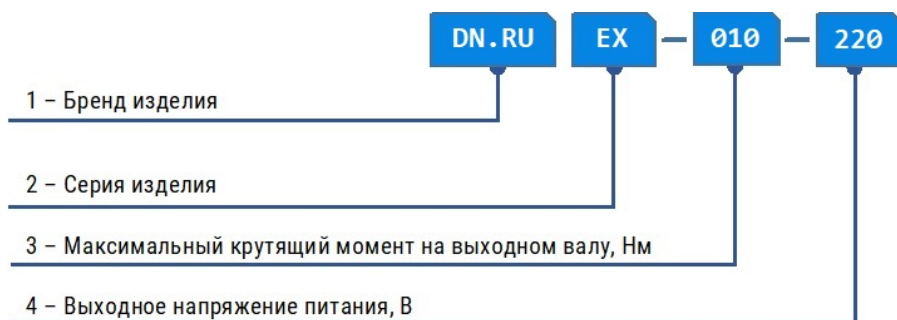 DN.RU EX – 010 – 220
1 – Бренд изделия
2 – Серия изделия
3 – Максимальный крутящий момент на выходном валу, Нм
4 – Выходное напряжение питания, В